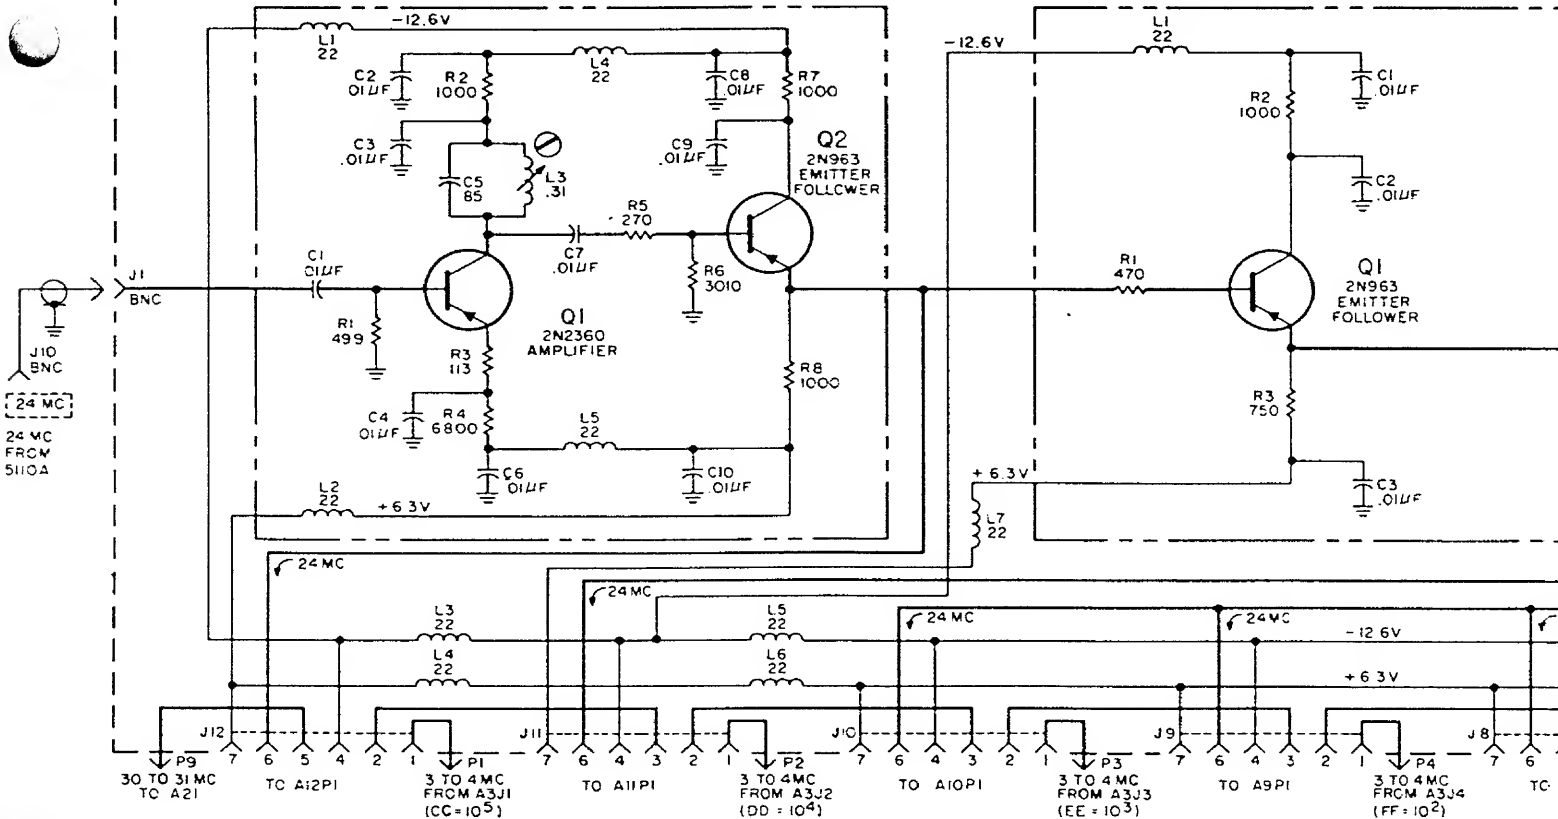 -12.6V
L1
22
C2
.01UF
R2
1000
L4
22
C8
.01UF
R7
1000
C3
.01UF
C9
.01UF
C5
85
L3
.31
Q2
2N963
EMITTER
FOLLOWER
R5
270
C7
.01UF
R6
3010
C1
.01UF
J1
BNC
R1
499
Q1
2N2360
AMPLIFIER
R3
113
R8
1000
C4
.01UF
R4
6800
L5
22
C6
.01UF
C10
.01UF
L2
22
+6.3V
J10
BNC
24 MC
24 MC
FROM
5110A
-12.6V
L1
22
C1
.01UF
R2
1000
C2
.01UF
R1
470
Q1
2N963
EMITTER
FOLLOWER
R3
750
+6.3V
C3
.01UF
L7
22
24 MC
24 MC
24 MC
24 MC
L3
22
L5
22
-12.6V
L4
22
L6
22
+6.3V
J12
J11
J10
J9
J8
7 6 5 4 2 1
7 6 4 3 2 1
7 6 4 3 2 1
7 6 4 3 2 1
7 6
P9
30 TO 31 MC
TO A21
TO A12P1
P1
3 TO 4 MC
FROM A3J1
(CC=10⁵)
TO A11P1
P2
3 TO 4MC
FROM A3J2
(DD=10⁴)
TO A10P1
P3
3 TO 4 MC
FROM A3J3
(EE=10³)
TO A9P1
P4
3 TO 4MC
FROM A3J4
(FF=10²)
TO